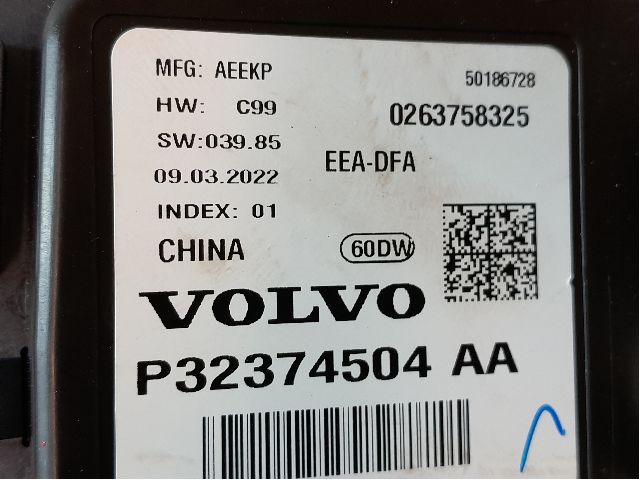 MFG: AEEKP
50186728
HW: C99
0263758325
SW:039.85
EEA-DFA
09.03.2022
INDEX: 01
CHINA
60DW
VOLVO
P32374504 AA